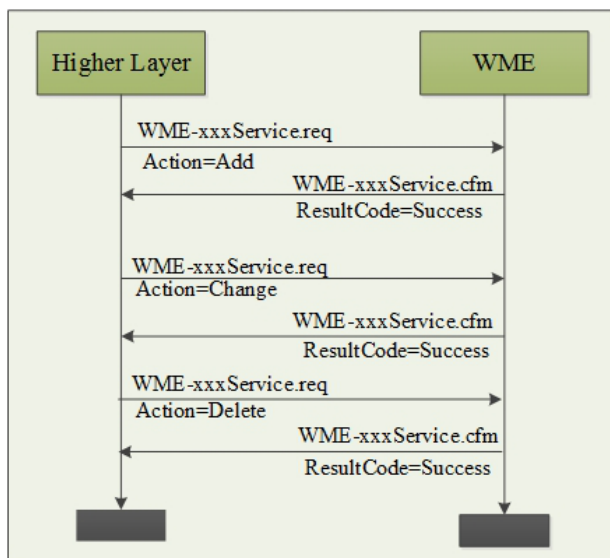 Higher Layer
WME
WME-xxxService.req
Action=Add
WME-xxxService.cfm
ResultCode=Success
WME-xxxService.req
Action=Change
WME-xxxService.cfm
ResultCode=Success
WME-xxxService.req
Action=Delete
WME-xxxService.cfm
ResultCode=Success